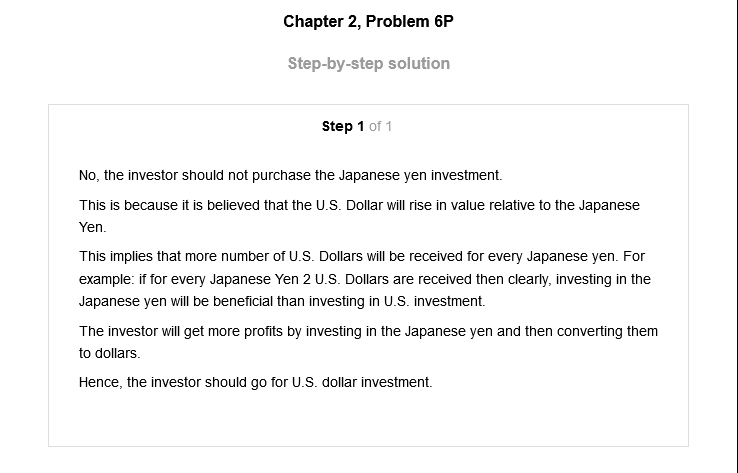 Chapter 2, Problem 6P
Step-by-step solution
Step 1 of 1
No, the investor should not purchase the Japanese yen investment.
This is because it is believed that the U.S. Dollar will rise in value relative to the Japanese
Yen.
This implies that more number of U.S. Dollars will be received for every Japanese yen. For
example: if for every Japanese Yen 2 U.S. Dollars are received then clearly, investing in the
Japanese yen will be beneficial than investing in U.S. investment.
The investor will get more profits by investing in the Japanese yen and then converting them
to dollars.
Hence, the investor should go for U.S. dollar investment.